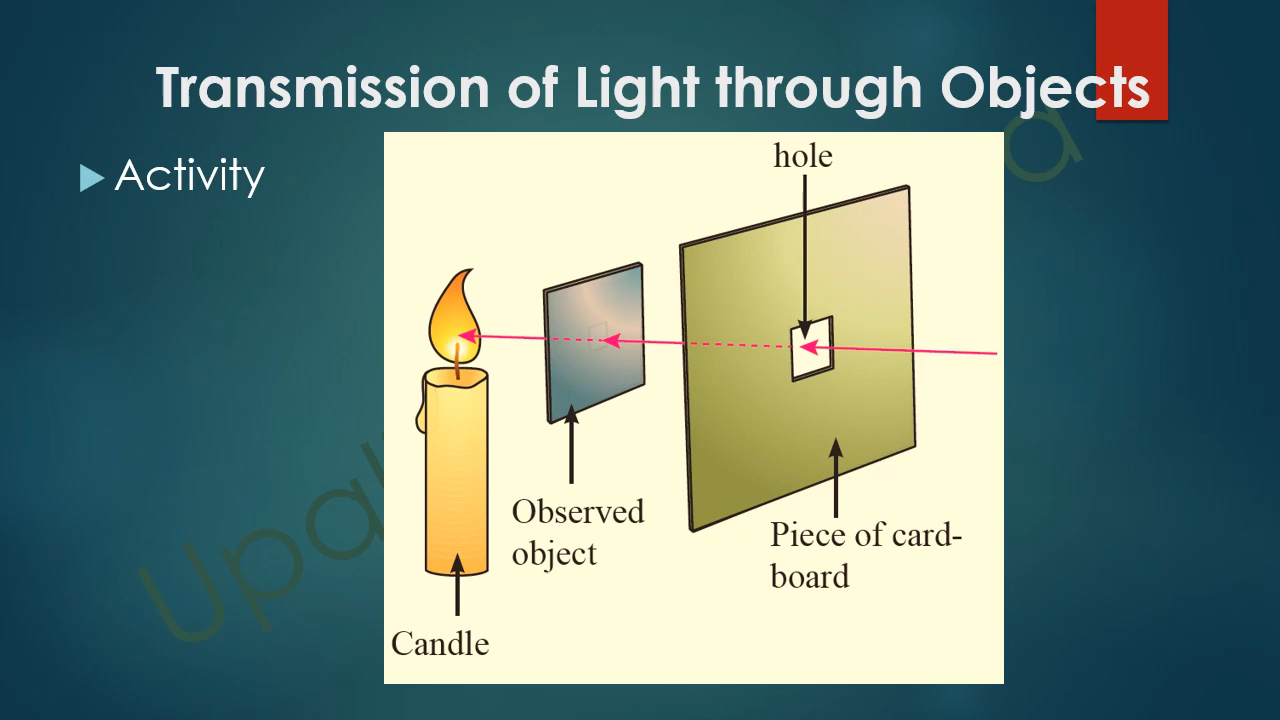 Transmission of Light through Objects
Activity
hole
Observed
object
Piece of card-
board
Candle